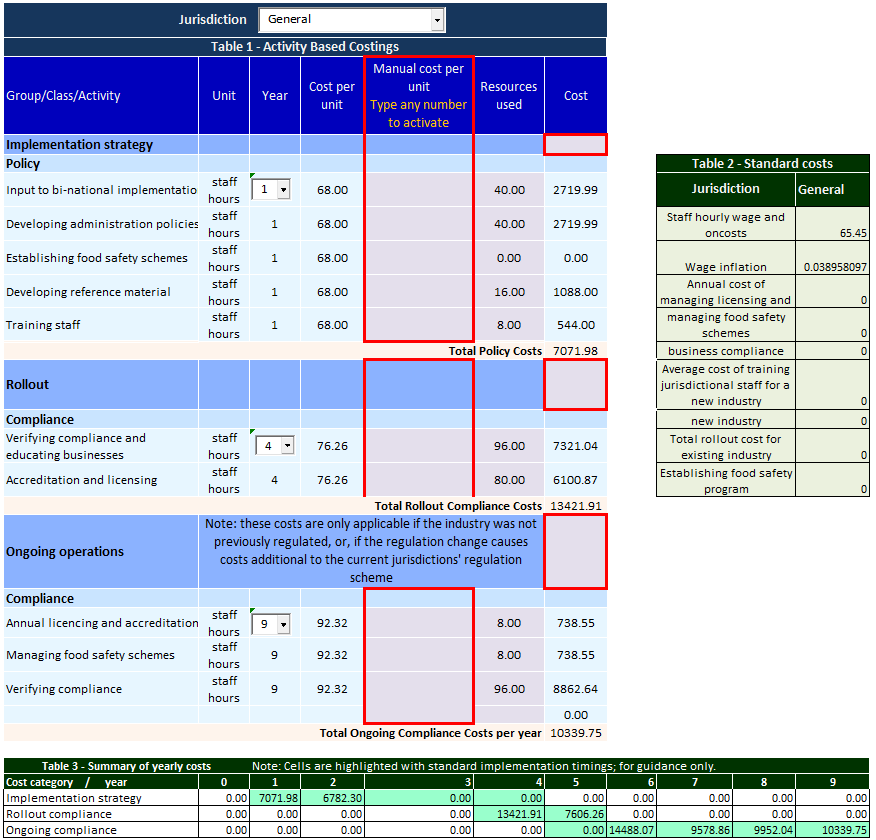 Jurisdiction General
Table 1 - Activity Based Costings
Group/Class/Activity Unit Year Cost per unit Manual cost per unit Type any number to activate Resources used Cost
Implementation strategy
Policy
Input to bi-national implementatio staff hours 1 68.00 40.00 2719.99
Developing administration policies staff hours 1 68.00 40.00 2719.99
Establishing food safety schemes staff hours 1 68.00 0.00 0.00
Developing reference material staff hours 1 68.00 16.00 1088.00
Training staff staff hours 1 68.00 8.00 544.00
Total Policy Costs 7071.98
Rollout
Compliance
Verifying compliance and educating businesses staff hours 4 76.26 96.00 7321.04
Accreditation and licensing staff hours 4 76.26 80.00 6100.87
Total Rollout Compliance Costs 13421.91
Ongoing operations Note: these costs are only applicable if the industry was not previously regulated, or, if the regulation change causes costs additional to the current jurisdictions' regulation scheme
Compliance
Annual licencing and accreditation staff hours 9 92.32 8.00 738.55
Managing food safety schemes staff hours 9 92.32 8.00 738.55
Verifying compliance staff hours 9 92.32 96.00 8862.64
0.00
Total Ongoing Compliance Costs per year 10339.75
Table 2 - Standard costs
Jurisdiction General
Staff hourly wage and oncosts 65.45
Wage inflation 0.038958097
Annual cost of managing licensing and 0
managing food safety schemes 0
business compliance 0
Average cost of training jurisdictional staff for a new industry 0
new industry 0
Total rollout cost for existing industry 0
Establishing food safety program 0
Table 3 - Summary of yearly costs Note: Cells are highlighted with standard implementation timings; for guidance only.
Cost category / year 0 1 2 3 4 5 6 7 8 9
Implementation strategy 0.00 7071.98 6782.30 0.00 0.00 0.00 0.00 0.00 0.00 0.00
Rollout compliance 0.00 0.00 0.00 0.00 13421.91 7606.26 0.00 0.00 0.00 0.00
Ongoing compliance 0.00 0.00 0.00 0.00 0.00 0.00 14488.07 9578.86 9952.04 10339.75